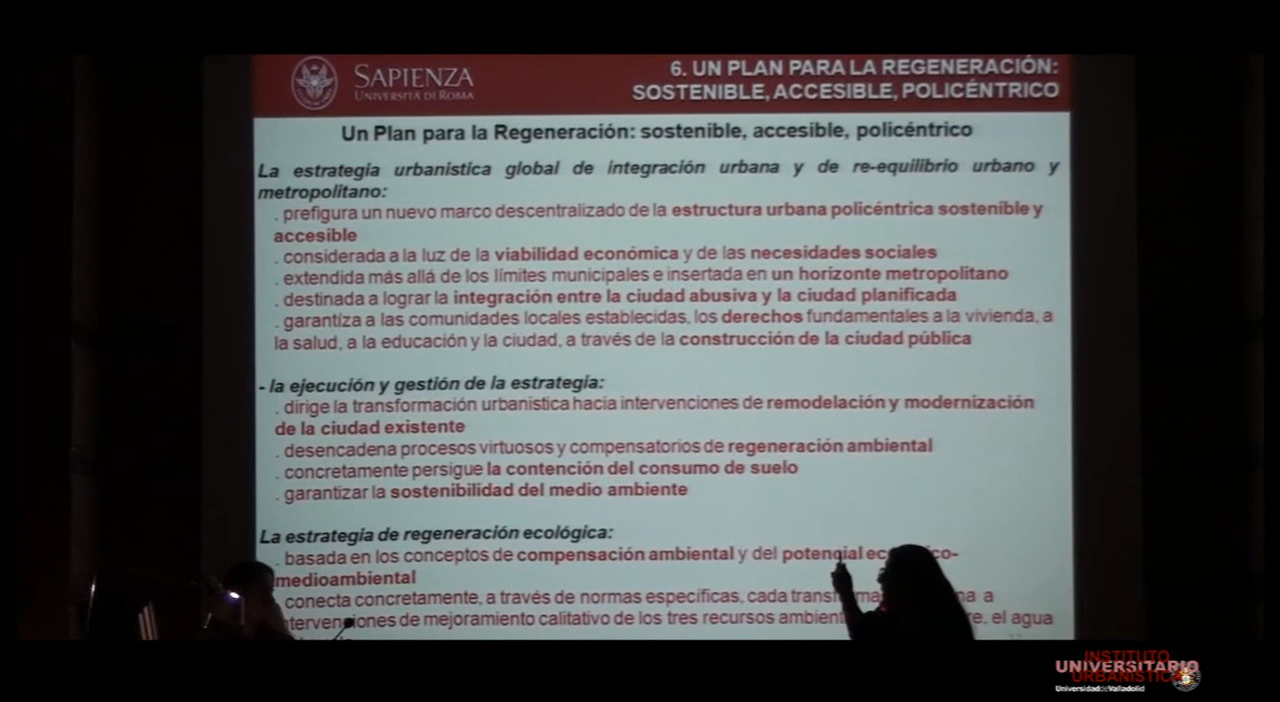 SAPIENZA
UNIVERSITÀ DI ROMA
6. UN PLAN PARA LA REGENERACIÓN:
SOSTENIBLE, ACCESIBLE, POLICÉNTRICO
Un Plan para la Regeneración: sostenible, accesible, policéntrico
La estrategia urbanistica global de integración urbana y de re-equilibrio urbano y
metropolitano:
. prefigura un nuevo marco descentralizado de la estructura urbana policéntrica sostenible y
accesible
. considerada a la luz de la viabilidad económica y de las necesidades sociales
. extendida más allá de los límites municipales e insertada en un horizonte metropolitano
. destinada a lograr la integración entre la ciudad abusiva y la ciudad planificada
. garantiza a las comunidades locales establecidas, los derechos fundamentales a la vivienda, a
la salud, a la educación y la ciudad, a través de la construcción de la ciudad pública
- la ejecución y gestión de la estrategia:
. dirige la transformación urbanistica hacia intervenciones de remodelación y modernización
de la ciudad existente
. desencadena procesos virtuosos y compensatorios de regeneración ambiental
. concretamente persigue la contención del consumo de suelo
. garantizar la sostenibilidad del medio ambiente
La estrategia de regeneración ecológica:
. basada en los conceptos de compensación ambiental y del potencial
medioambiental
conecta concretamente, a través de normas específicas, cada a
de mejoramiento calitativo de los tres recursos el agua
INSTITUTO
UNIVERSITARIO
URBANÍSTICA
Universidad de Valladolid